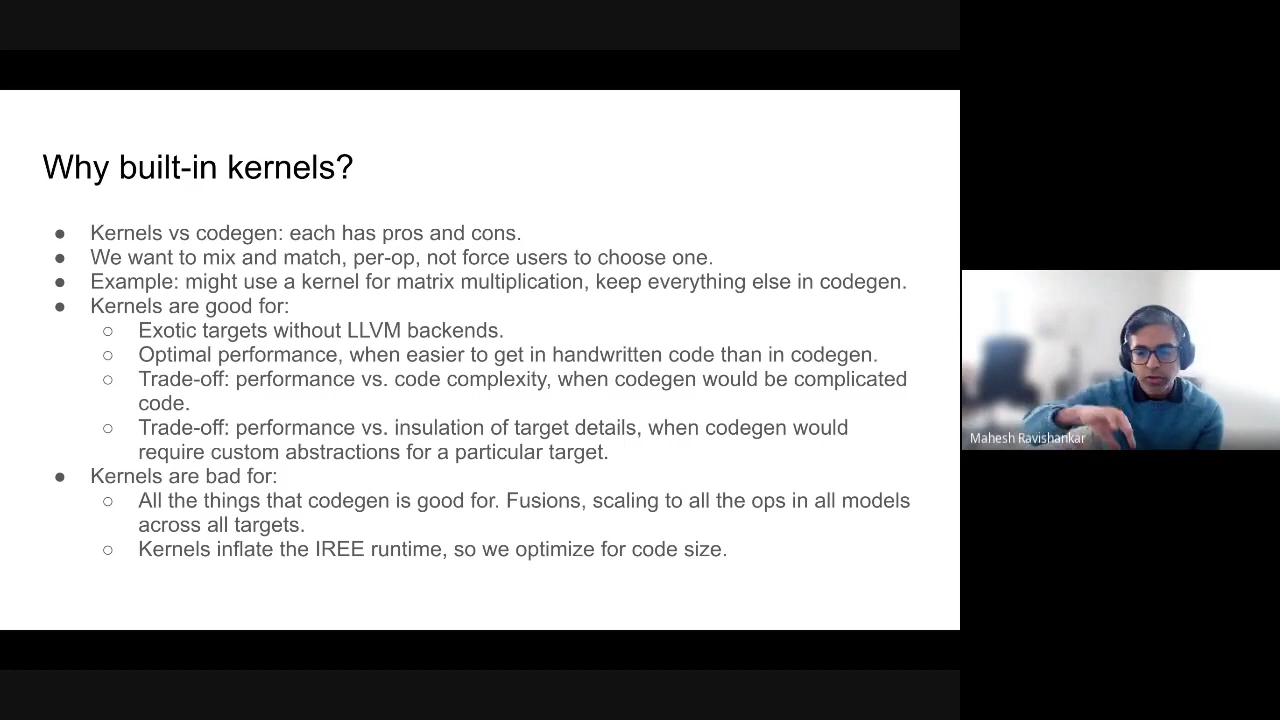 Why built-in kernels?
● Kernels vs codegen: each has pros and cons.
● We want to mix and match, per-op, not force users to choose one.
● Example: might use a kernel for matrix multiplication, keep everything else in codegen.
● Kernels are good for:
○ Exotic targets without LLVM backends.
○ Optimal performance, when easier to get in handwritten code than in codegen.
○ Trade-off: performance vs. code complexity, when codegen would be complicated
code.
○ Trade-off: performance vs. insulation of target details, when codegen would
require custom abstractions for a particular target.
● Kernels are bad for:
○ All the things that codegen is good for. Fusions, scaling to all the ops in all models
across all targets.
○ Kernels inflate the IREE runtime, so we optimize for code size.
Mahesh Ravishankar